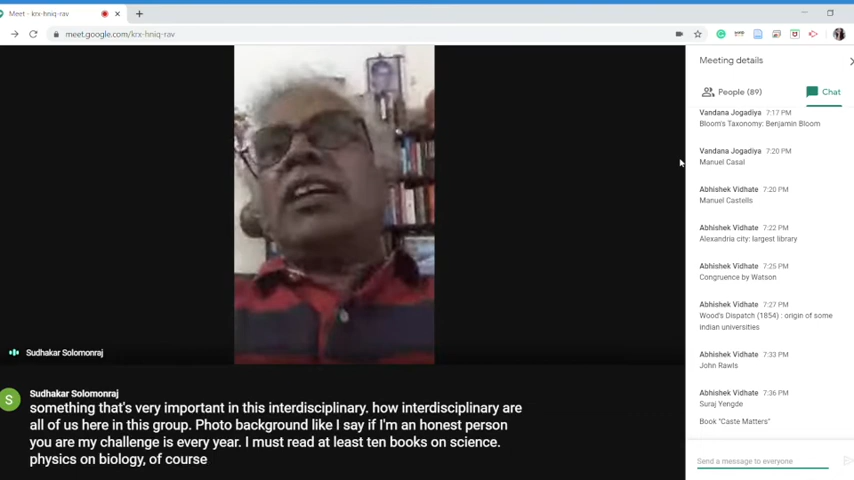 Meet - krx-hniq-rav
meet.google.com/krx-hniq-rav
Meeting details
People (89)
Chat
Vandana Jogadiya 7:17 PM
Bloom's Taxonomy: Benjamin Bloom
Vandana Jogadiya 7:20 PM
Manuel Casal
Abhishek Vidhate 7:20 PM
Manuel Castells
Abhishek Vidhate 7:22 PM
Alexandria city: largest library
Abhishek Vidhate 7:25 PM
Congruence by Watson
Abhishek Vidhate 7:27 PM
Wood's Dispatch (1854) : origin of some
Indian universities
Abhishek Vidhate 7:33 PM
John Rawls
Abhishek Vidhate 7:36 PM
Suraj Yengde
Book "Caste Matters"
Send a message to everyone
Sudhakar Solomonraj
S
Sudhakar Solomonraj
something that's very important in this interdisciplinary. how interdisciplinary are
all of us here in this group. Photo background like I say if I'm an honest person
you are my challenge is every year. I must read at least ten books on science.
physics on biology, of course